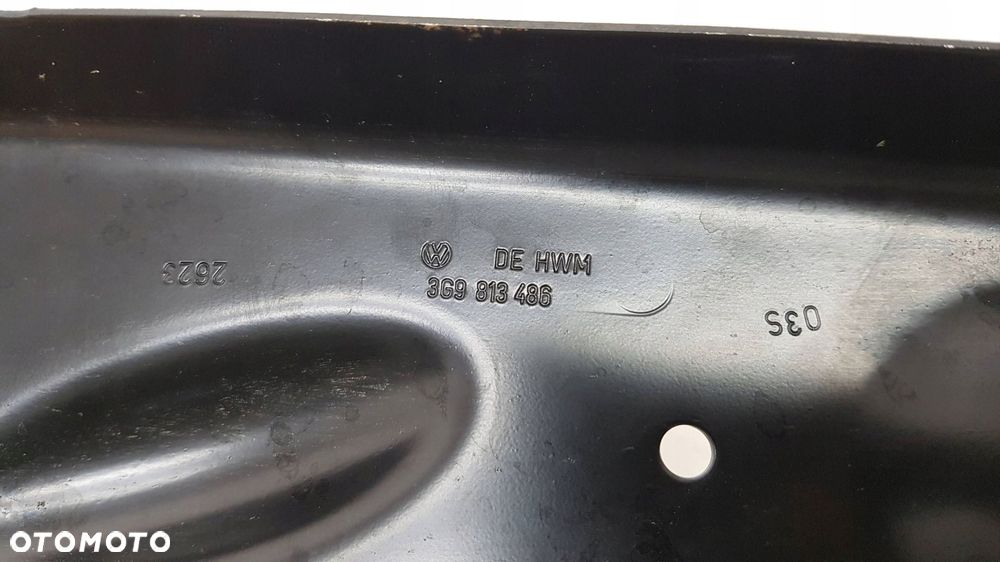 DE HWM
3G9 813 486
2623
035
OTOMOTO